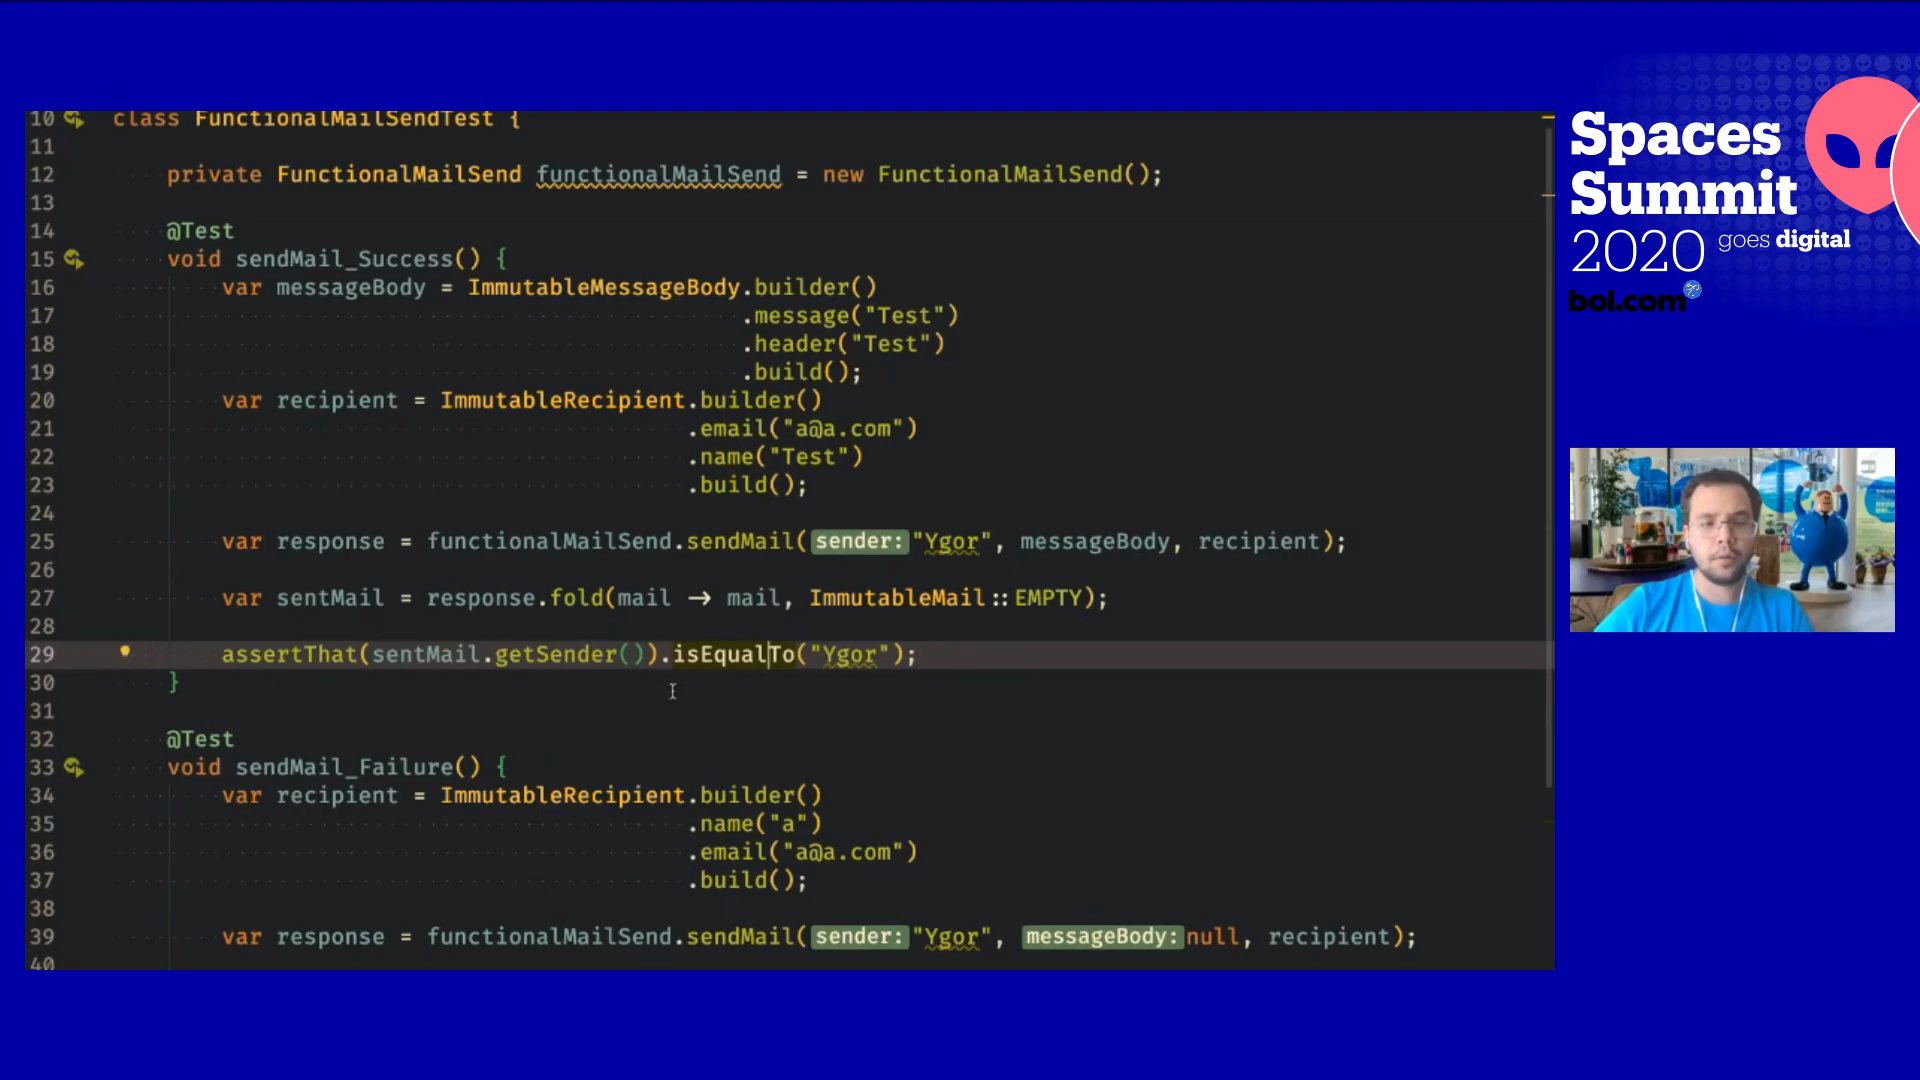 10 class FunctionalMailSendTest {
11
12 private FunctionalMailSend functionalMailSend = new FunctionalMailSend();
13
14 @Test
15 void sendMail_Success() {
16 var messageBody = ImmutableMessageBody.builder()
17 .message("Test")
18 .header("Test")
19 .build();
20 var recipient = ImmutableRecipient.builder()
21 .email("a@a.com")
22 .name("Test")
23 .build();
24
25 var response = functionalMailSend.sendMail( sender: "Ygor", messageBody, recipient);
26
27 var sentMail = response.fold(mail → mail, ImmutableMail::EMPTY);
28
29 assertThat(sentMail.getSender()).isEqualTo("Ygor");
30 }
31
32 @Test
33 void sendMail_Failure() {
34 var recipient = ImmutableRecipient.builder()
35 .name("a")
36 .email("a@a.com")
37 .build();
38
39 var response = functionalMailSend.sendMail( sender: "Ygor", messageBody: null, recipient);
40
Spaces
Summit
2020 goes digital
bol.com